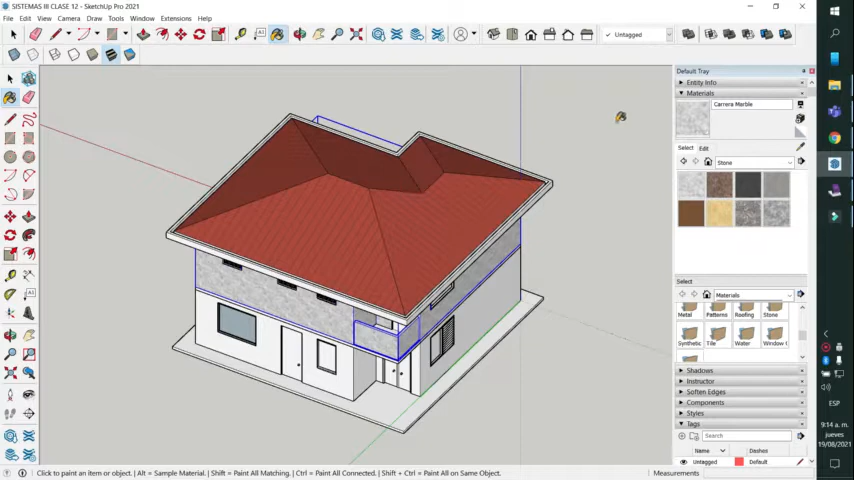 SISTEMAS III CLASE 12 - SketchUp Pro 2021
File Edit View Camera Draw Tools Window Extensions Help
Untagged
Default Tray
Entity Info
Materials
Carrera Marble
Select Edit
Stone
Select
Materials
Metal Patterns Roofing Stone
Synthetic Tile Water Window
Shadows
Instructor
Soften Edges
Components
Styles
Tags
Search
Name Dashes
Untagged Default
Click to paint an item or object. | Alt = Sample Material. | Shift = Paint All Matching. | Ctrl = Paint All Connected. | Shift + Ctrl = Paint All on Same Object.
Measurements
ESP
9:14 a. m.
jueves
19/08/2021